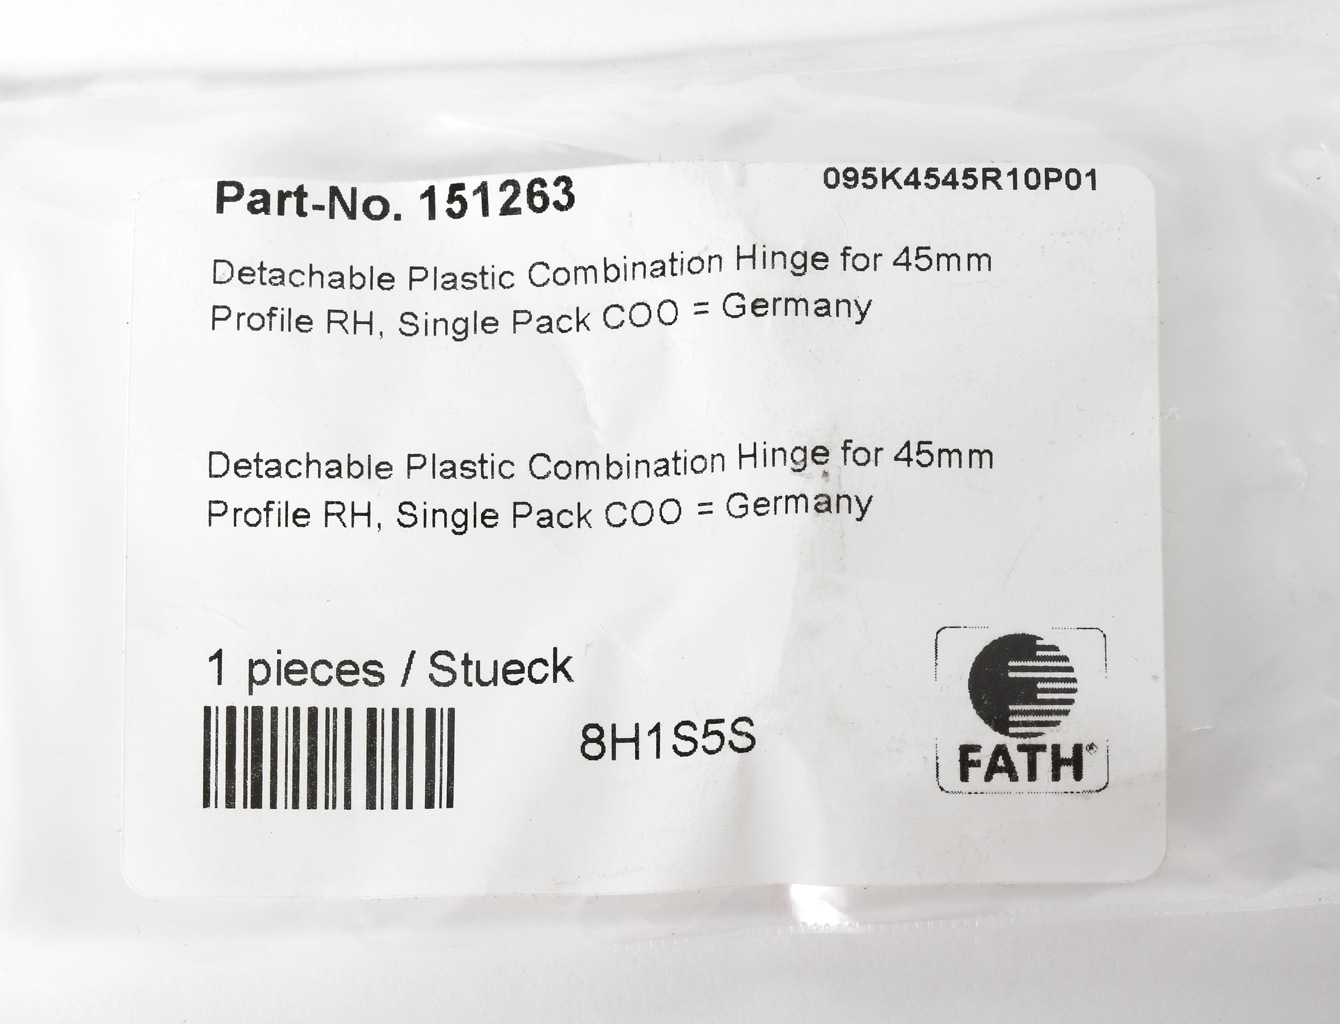 Part-No. 151263
095K4545R10P01
Detachable Plastic Combination Hinge for 45mm
Profile RH, Single Pack COO = Germany
Detachable Plastic Combination Hinge for 45mm
Profile RH, Single Pack COO = Germany
1 pieces / Stueck
8H1S5S
FATH®